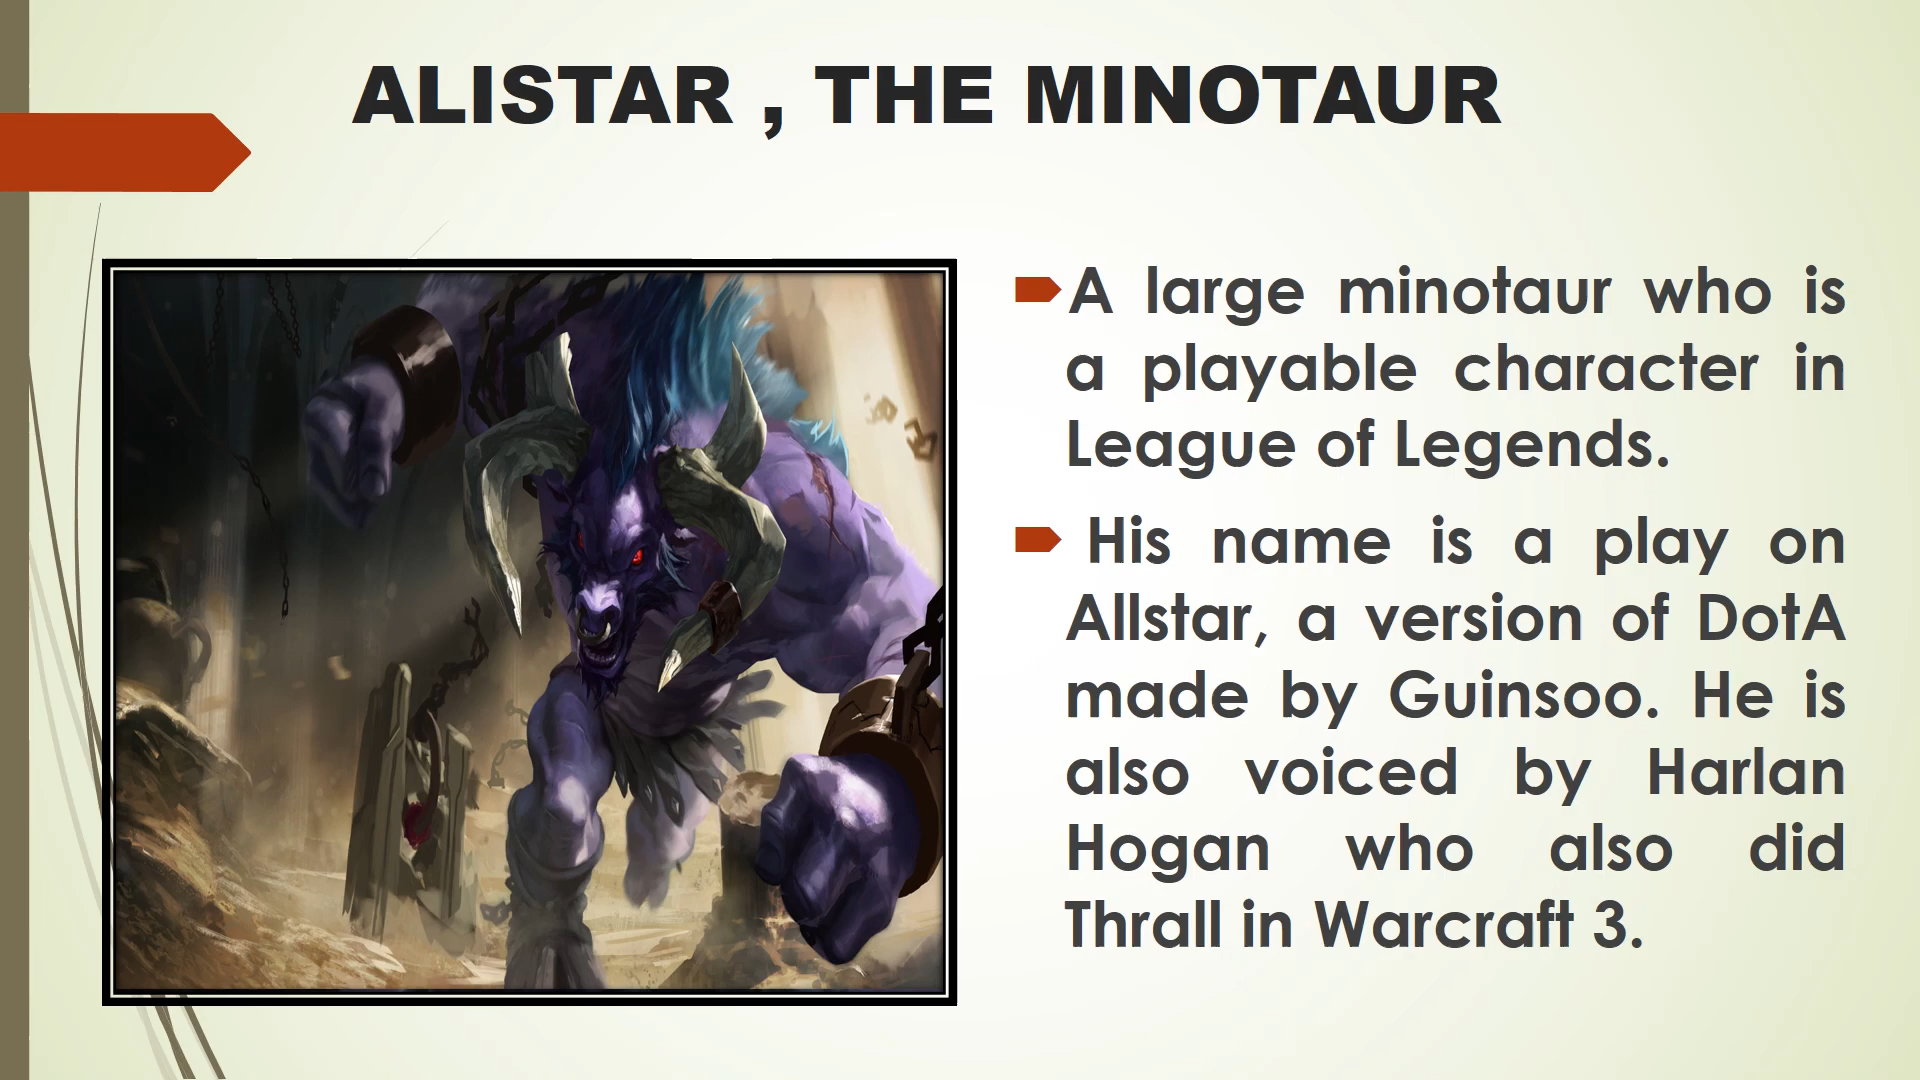 ALISTAR , THE MINOTAUR
A large minotaur who is
a playable character in
League of Legends.
His name is a play on
Allstar, a version of DotA
made by Guinsoo. He is
also voiced by Harlan
Hogan who also did
Thrall in Warcraft 3.